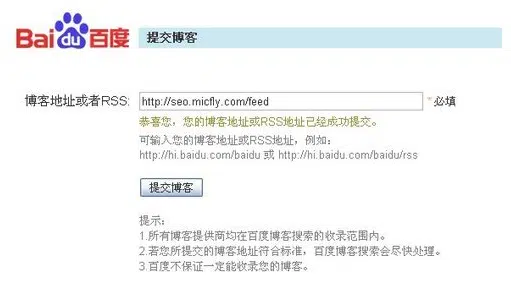 Bai du 百度
提交博客
博客地址或者RSS: http://seo.micfly.com/feed *必填
恭喜您，您的博客地址或RSS地址已经成功提交。
可输入您的博客地址或RSS地址，例如：
http://hi.baidu.com/baidu 或 http://hi.baidu.com/baidu/rss
提交博客
提示：
1.所有博客提供商均在百度博客搜索的收录范围内。
2.若您所提交的博客地址符合标准，百度博客搜索会尽快处理。
3.百度不保证一定能收录您的博客。